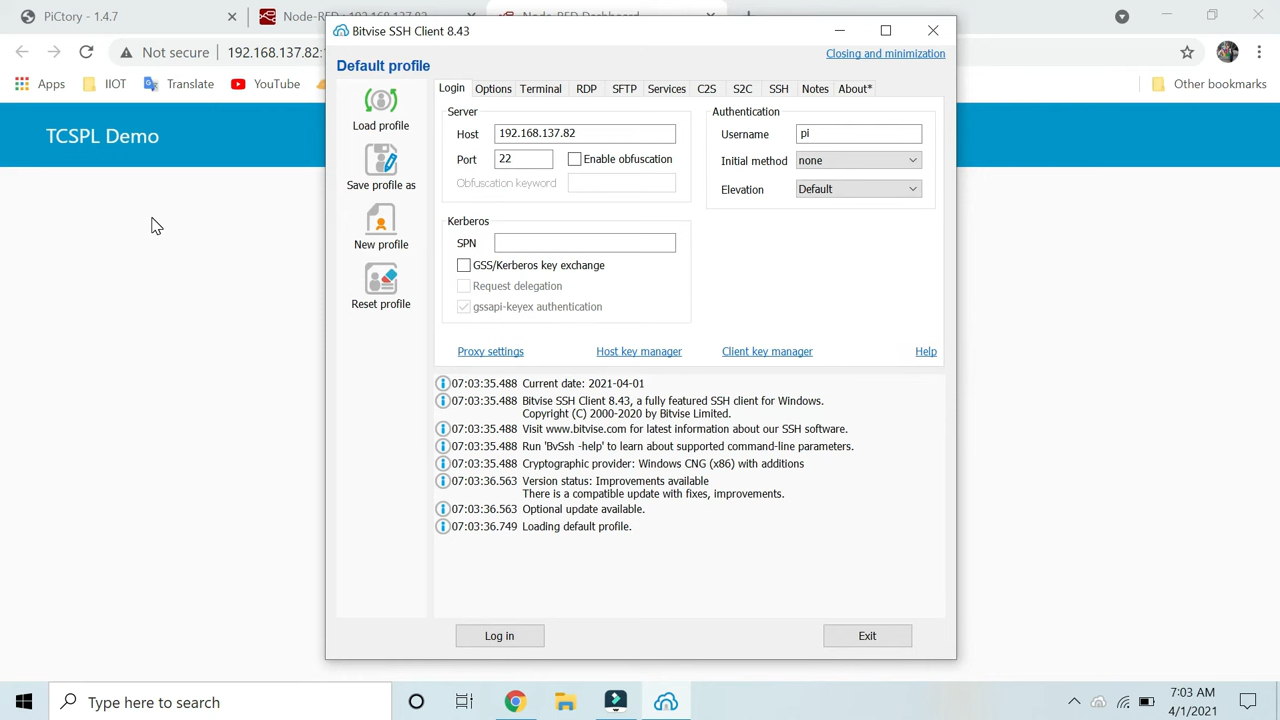 PiCtory - 1.4.7
Bitvise SSH Client 8.43
Closing and minimization
Not secure
192.168.137.82:
Default profile
Apps
IIOT
Translate
YouTube
Other bookmarks
TCSPL Demo
Load profile
Save profile as
New profile
Reset profile
Login Options Terminal RDP SFTP Services C2S S2C SSH Notes About*
Server
Host 192.168.137.82
Port 22 Enable obfuscation
Obfuscation keyword
Authentication
Username pi
Initial method none
Elevation Default
Kerberos
SPN
GSS/Kerberos key exchange
Request delegation
gssapi-keyex authentication
Proxy settings Host key manager Client key manager Help
07:03:35.488 Current date: 2021-04-01
07:03:35.488 Bitvise SSH Client 8.43, a fully featured SSH client for Windows.
Copyright (C) 2000-2020 by Bitvise Limited.
07:03:35.488 Visit www.bitvise.com for latest information about our SSH software.
07:03:35.488 Run 'BvSsh -help' to learn about supported command-line parameters.
07:03:35.488 Cryptographic provider: Windows CNG (x86) with additions
07:03:36.563 Version status: Improvements available
There is a compatible update with fixes, improvements.
07:03:36.563 Optional update available.
07:03:36.749 Loading default profile.
Log in
Exit
Type here to search
7:03 AM
4/1/2021